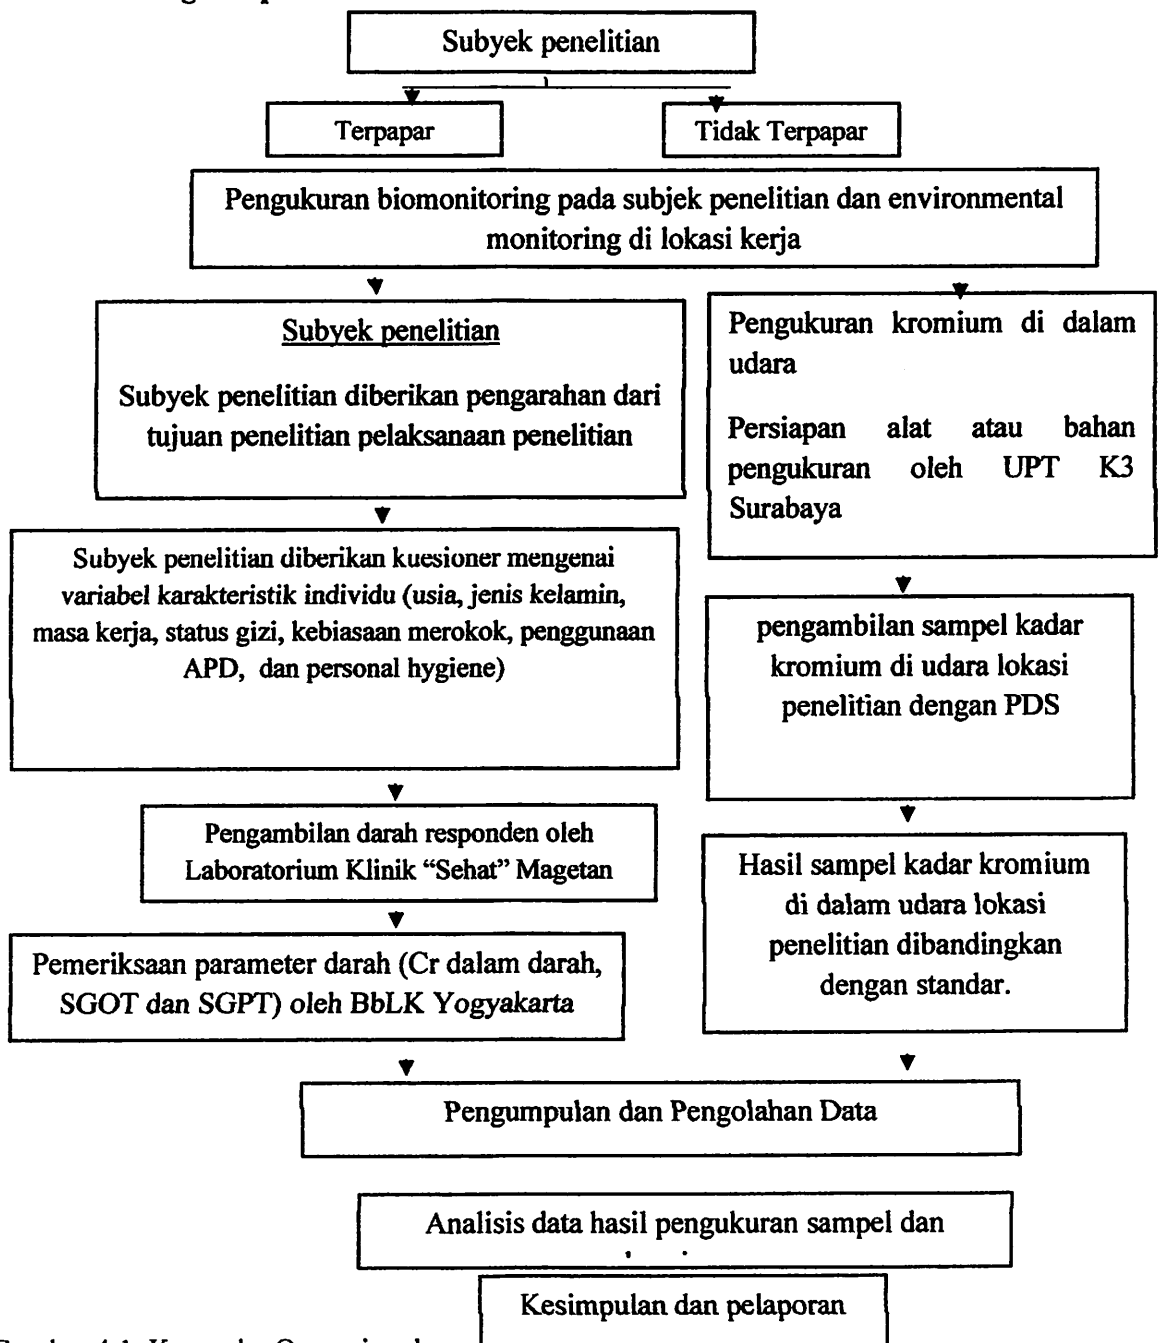 Subyek penelitian
Terpapar
Tidak Terpapar
Pengukuran biomonitoring pada subjek penelitian dan environmental
monitoring di lokasi kerja
Subyek penelitian
Subyek penelitian diberikan pengarahan dari
tujuan penelitian pelaksanaan penelitian
Pengukuran kromium di dalam
udara
Persiapan alat atau bahan
pengukuran oleh UPT K3
Surabaya
Subyek penelitian diberikan kuesioner mengenai
variabel karakteristik individu (usia, jenis kelamin,
masa kerja, status gizi, kebiasaan merokok, penggunaan
APD, dan personal hygiene)
pengambilan sampel kadar
kromium di udara lokasi
penelitian dengan PDS
Pengambilan darah responden oleh
Laboratorium Klinik “Sehat” Magetan
Hasil sampel kadar kromium
di dalam udara lokasi
penelitian dibandingkan
dengan standar.
Pemeriksaan parameter darah (Cr dalam darah,
SGOT dan SGPT) oleh BbLK Yogyakarta
Pengumpulan dan Pengolahan Data
Analisis data hasil pengukuran sampel dan
Kesimpulan dan pelaporan